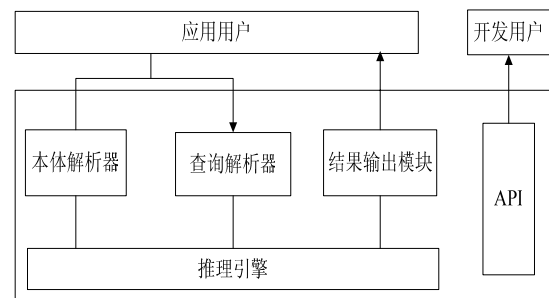 应用用户
开发用户
本体解析器
查询解析器
结果输出模块
API
推理引擎